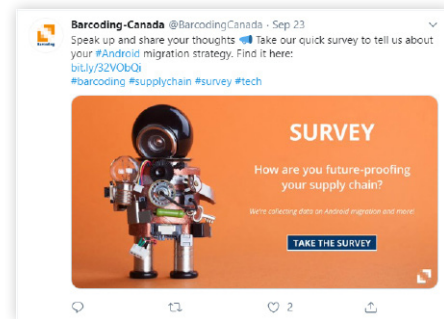 Barcoding-Canada @BarcodingCanada · Sep 23
Speak up and share your thoughts 📢 Take our quick survey to tell us about
your #Android migration strategy. Find it here:
bit.ly/32VObQi
#barcoding #supplychain #survey #tech
SURVEY
How are you future-proofing
your supply chain?
We're collecting data on Android migration and more!
TAKE THE SURVEY
2